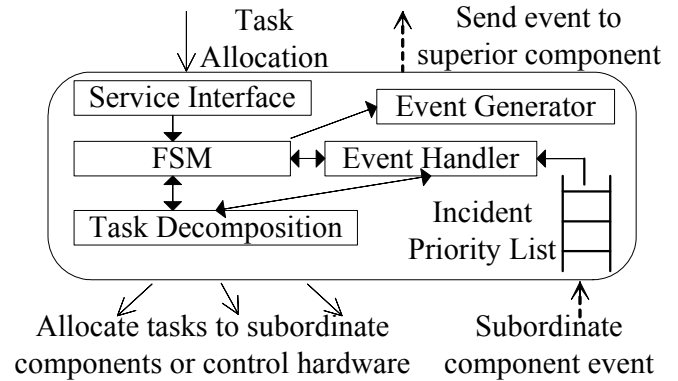 Task
Allocation
Send event to
superior component
Service Interface
Event Generator
FSM
Event Handler
Task Decomposition
Incident
Priority List
Allocate tasks to subordinate
components or control hardware
Subordinate
component event